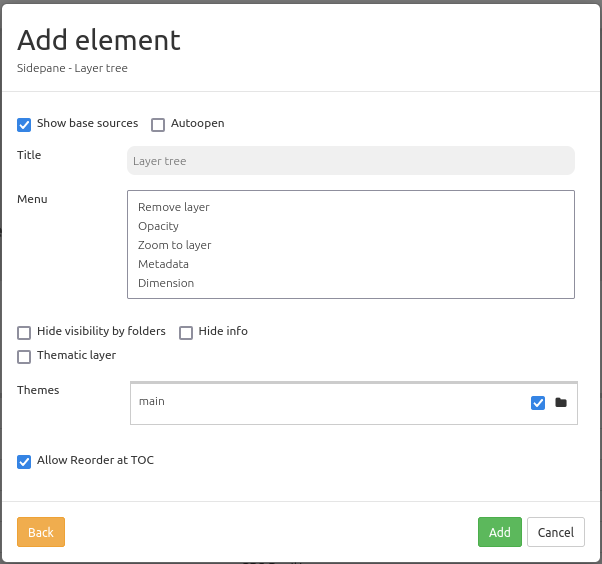 Add element
Sidepane - Layer tree
Show base sources Autoopen
Title Layer tree
Menu Remove layer
Opacity
Zoom to layer
Metadata
Dimension
Hide visibility by folders Hide info
Thematic layer
Themes main
Allow Reorder at TOC
Back Add Cancel